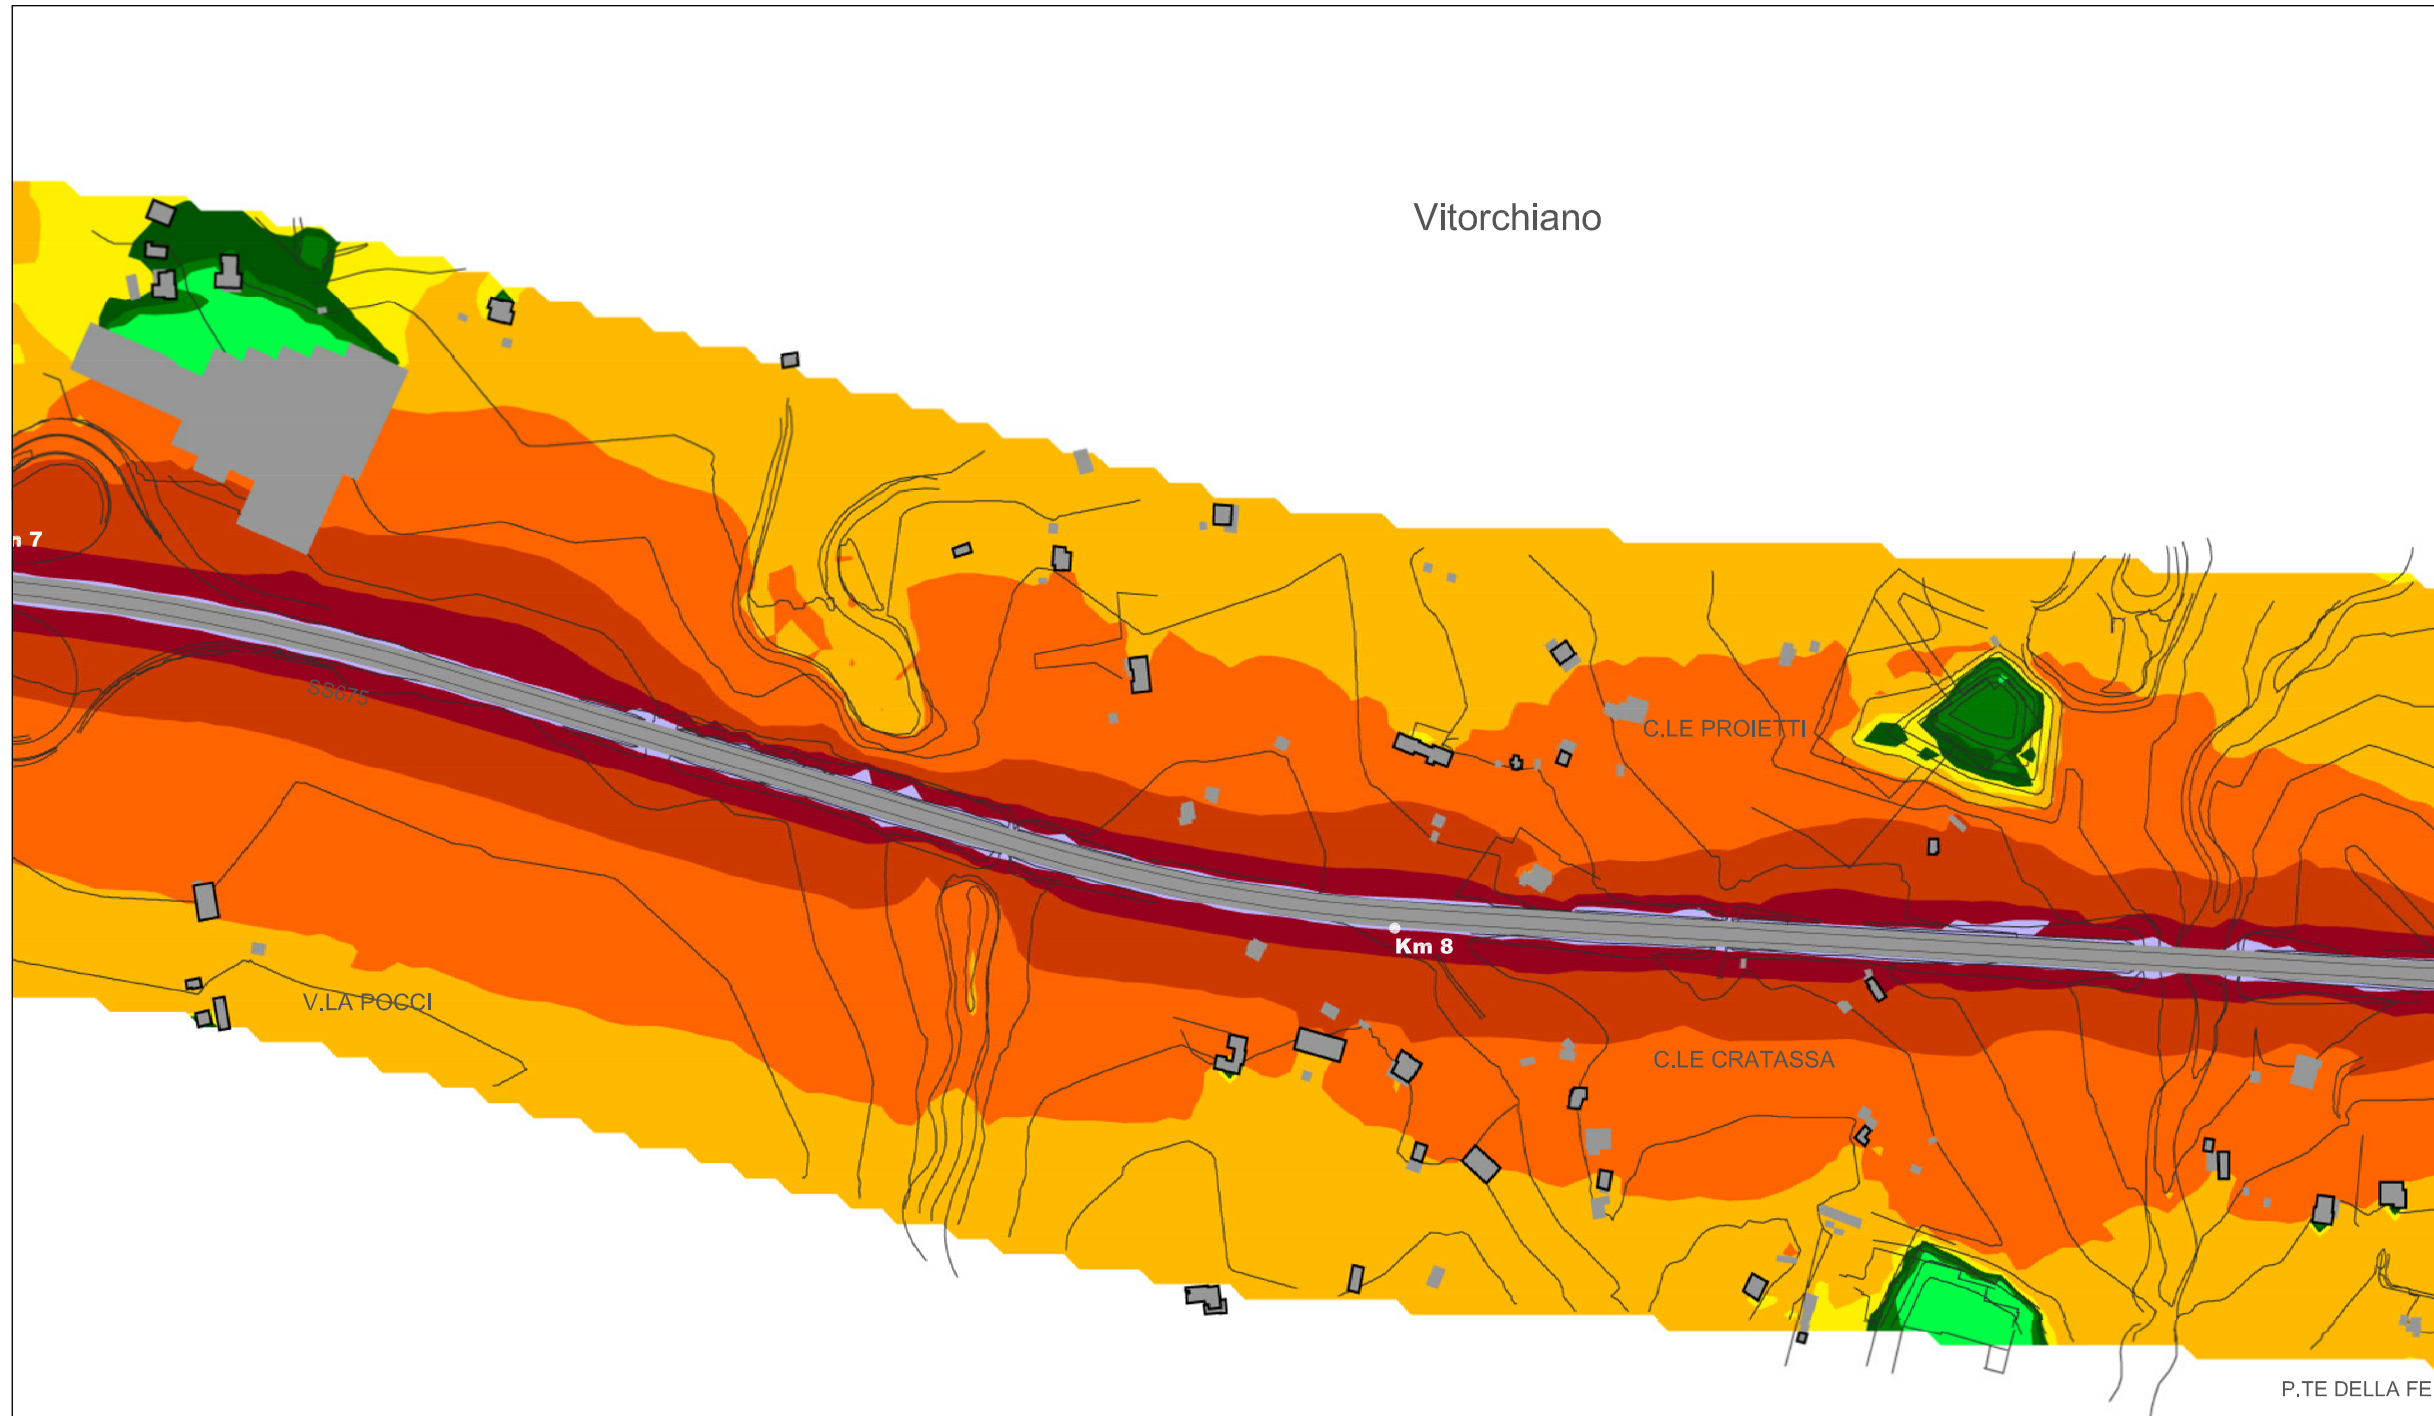 Vitorchiano
7
SS675
C.LE PROIETTI
Km 8
V.LA POCCI
C.LE CRATASSA
P.TE DELLA FE